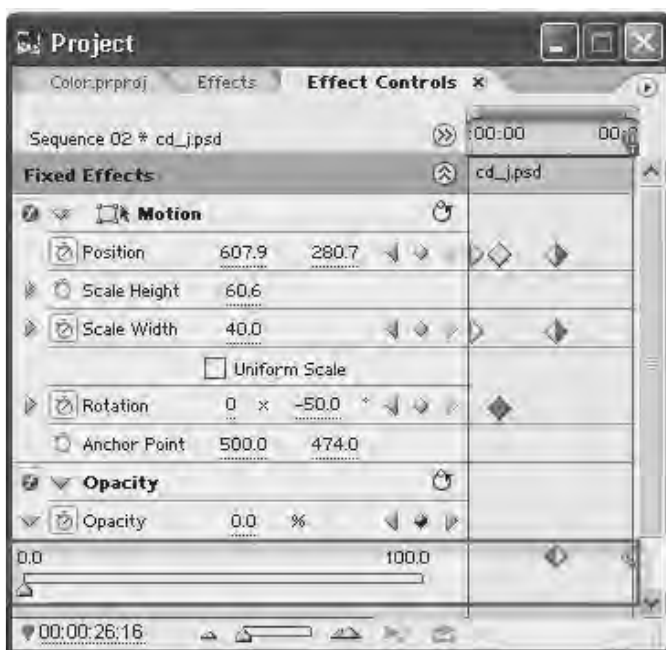 Project
Color.prproj Effects Effect Controls ×
Sequence 02 * cd_j.psd :00:00
Fixed Effects cd_j.psd
Motion
Position 607.9 280.7
Scale Height 60.6
Scale Width 40.0
Uniform Scale
Rotation 0 × -50.0 °
Anchor Point 500.0 474.0
Opacity
Opacity 0.0 %
0.0 100.0
00:00:26:16